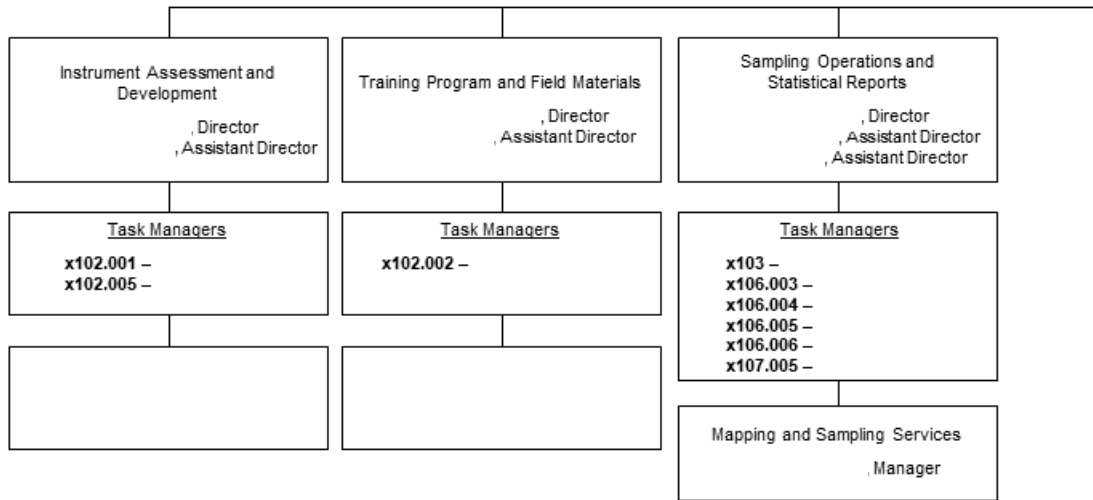 Instrument Assessment and
Development
, Director
, Assistant Director
Task Managers
x102.001 –
x102.005 –
Training Program and Field Materials
, Director
, Assistant Director
Task Managers
x102.002 –
Sampling Operations and
Statistical Reports
, Director
, Assistant Director
, Assistant Director
Task Managers
x103 –
x106.003 –
x106.004 –
x106.005 –
x106.006 –
x107.005 –
Mapping and Sampling Services
, Manager